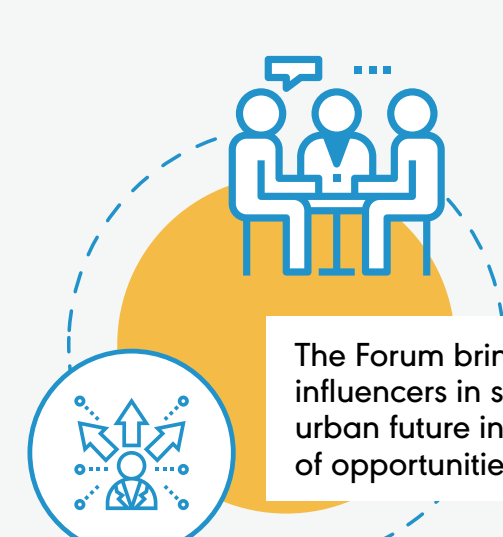 The Forum brin
influencers in s
urban future in
of opportunitie